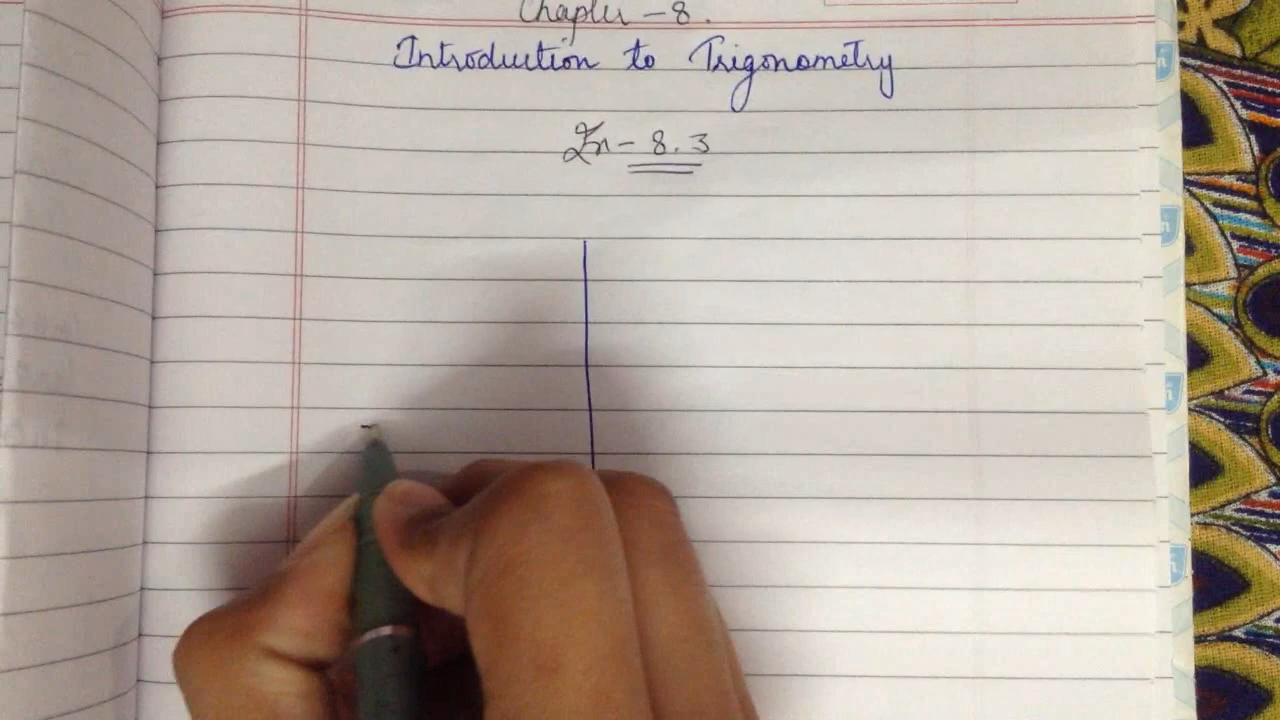 Chapter - 8.
Introduction to Trigonometry
Ex - 8.3